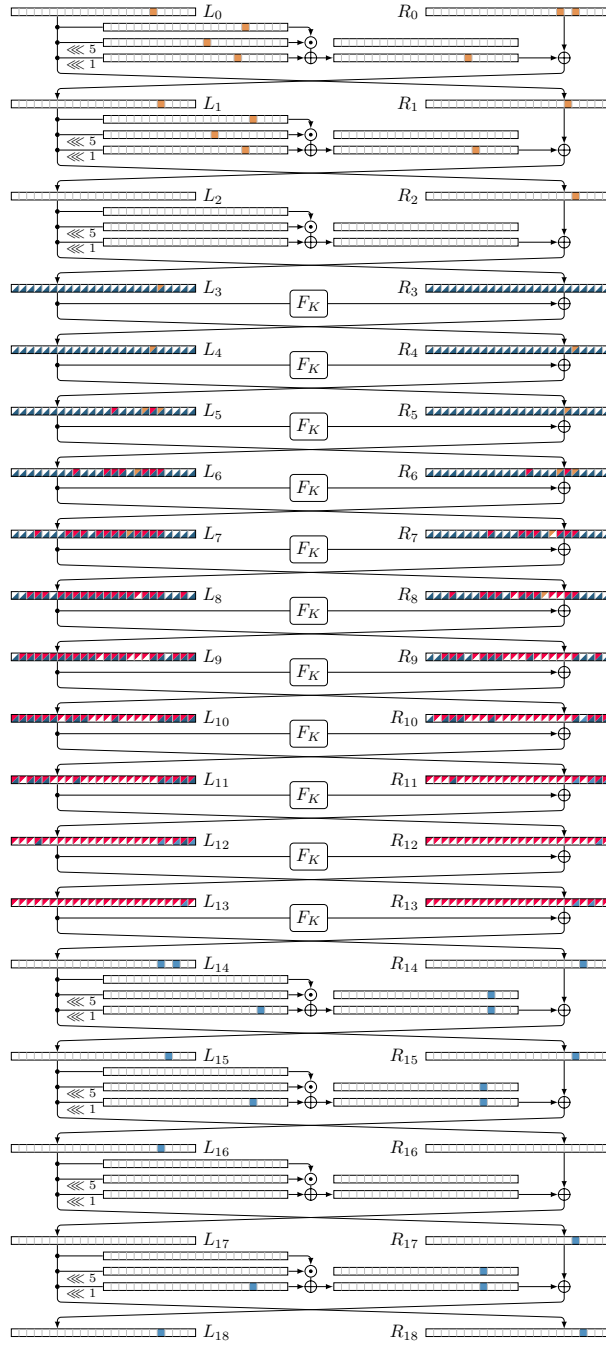 L₀ R₀
⋘ 5
⋘ 1
L₁ R₁
⋘ 5
⋘ 1
L₂ R₂
⋘ 5
⋘ 1
L₃ R₃
F_K
L₄ R₄
F_K
L₅ R₅
F_K
L₆ R₆
F_K
L₇ R₇
F_K
L₈ R₈
F_K
L₉ R₉
F_K
L₁₀ R₁₀
F_K
L₁₁ R₁₁
F_K
L₁₂ R₁₂
F_K
L₁₃ R₁₃
F_K
L₁₄ R₁₄
⋘ 5
⋘ 1
L₁₅ R₁₅
⋘ 5
⋘ 1
L₁₆ R₁₆
⋘ 5
⋘ 1
L₁₇ R₁₇
⋘ 5
⋘ 1
L₁₈ R₁₈